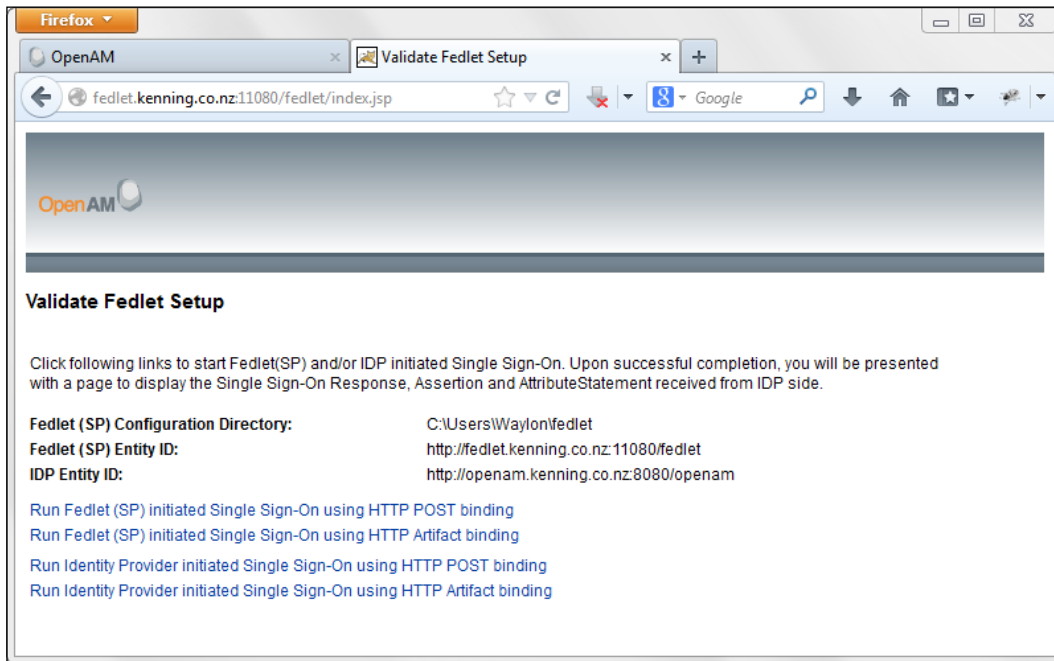 Firefox
OpenAM
Validate Fedlet Setup
fedlet.kenning.co.nz:11080/fedlet/index.jsp
8
Google
OpenAM
Validate Fedlet Setup
Click following links to start Fedlet(SP) and/or IDP initiated Single Sign-On. Upon successful completion, you will be presented
with a page to display the Single Sign-On Response, Assertion and AttributeStatement received from IDP side.
Fedlet (SP) Configuration Directory: C:\Users\Waylon\fedlet
Fedlet (SP) Entity ID: http://fedlet.kenning.co.nz:11080/fedlet
IDP Entity ID: http://openam.kenning.co.nz:8080/openam
Run Fedlet (SP) initiated Single Sign-On using HTTP POST binding
Run Fedlet (SP) initiated Single Sign-On using HTTP Artifact binding
Run Identity Provider initiated Single Sign-On using HTTP POST binding
Run Identity Provider initiated Single Sign-On using HTTP Artifact binding